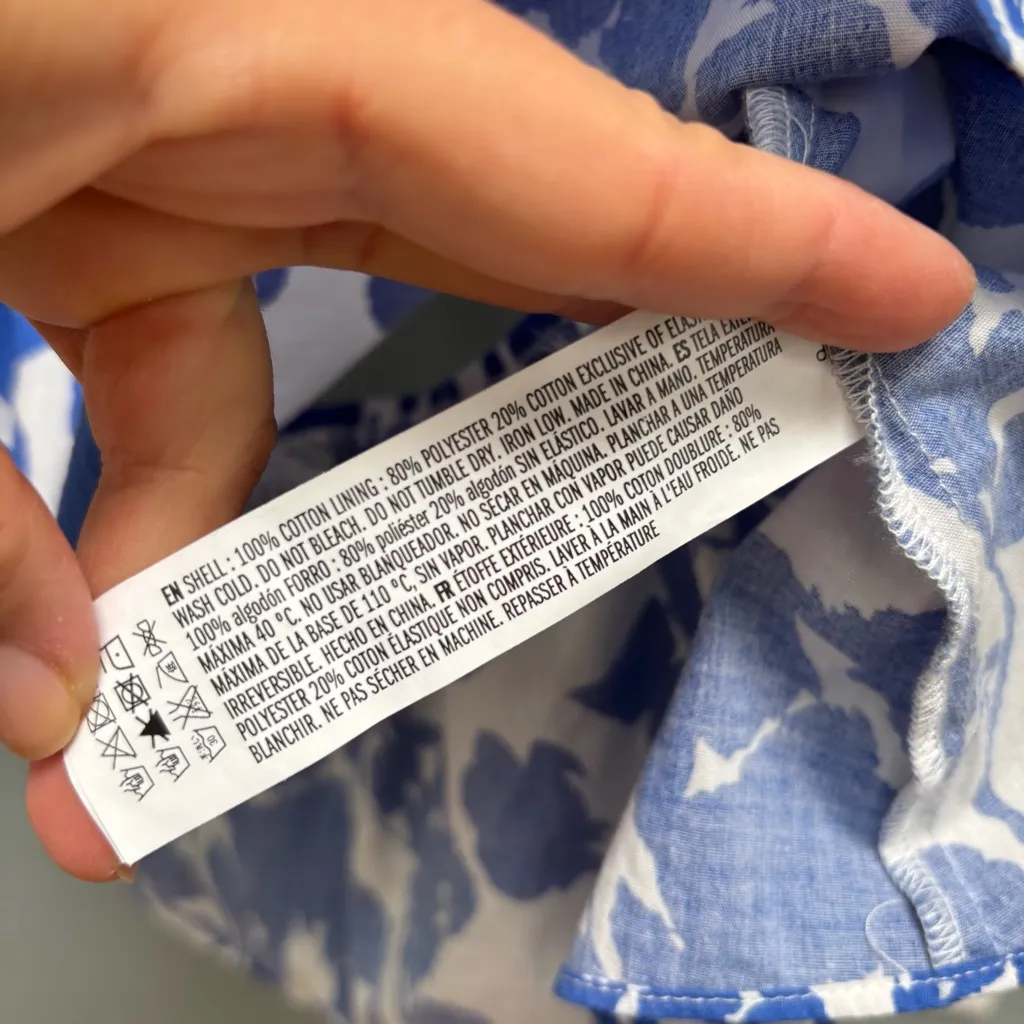 EN SHELL : 100% COTTON LINING : 80% POLYESTER 20% COTTON EXCLUSIVE OF
WASH COLD. DO NOT BLEACH. DO NOT TUMBLE DRY. IRON LOW. MADE IN CHINA. ES TELA
100% algodón FORRO : 80% poliéster 20% algodón SIN ELÁSTICO. LAVAR A MANO. TEMPERATURA
MÁXIMA 40 °C. NO USAR BLANQUEADOR. NO SÉCAR EN MÁQUINA. PLANCHAR A UNA TEMPERATURA
MÁXIMA DE LA BASE DE 110 °C, SIN VAPOR. PLANCHAR CON VAPOR PUEDE CAUSAR DANO
IRREVERSIBLE. HECHO EN CHINA. FR ÉTOFFE EXTÉRIEURE : 100% COTON DOUBLURE : 80%
POLYESTER 20% COTON ÉLASTIQUE NON COMPRIS. LAVER À LA MAIN À L'EAU FROIDE. NE PAS
BLANCHIR. NE PAS SÉCHER EN MACHINE. REPASSER À TEMPÉRATURE